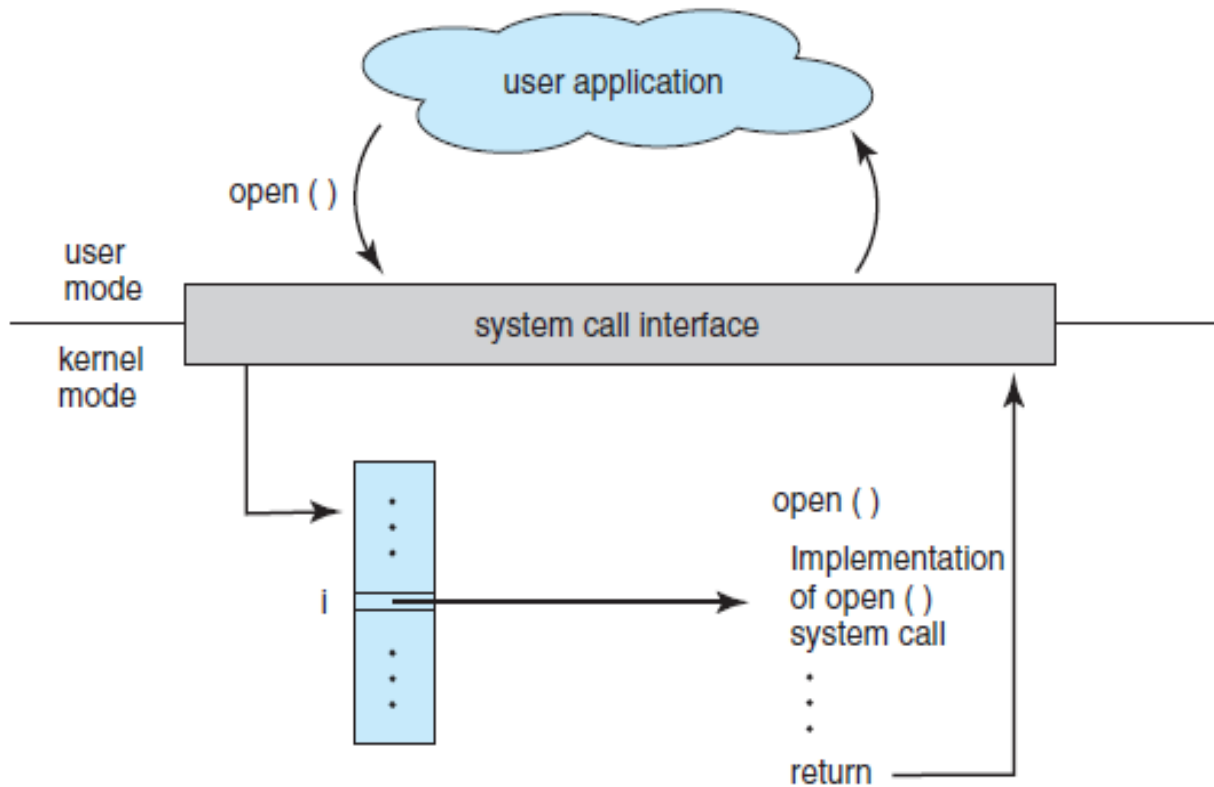 user application
open ( )
user
mode
system call interface
kernel
mode
open ( )
Implementation
of open ( )
system call
i
return